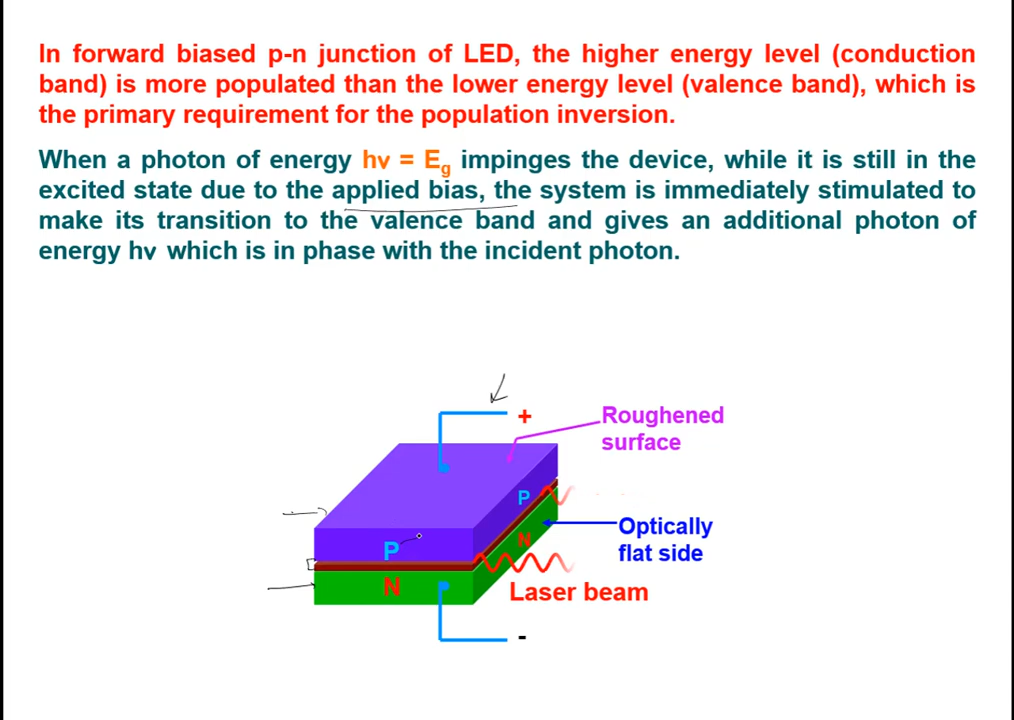 In forward biased p-n junction of LED, the higher energy level (conduction
band) is more populated than the lower energy level (valence band), which is
the primary requirement for the population inversion.
When a photon of energy hν = Eg impinges the device, while it is still in the
excited state due to the applied bias, the system is immediately stimulated to
make its transition to the valence band and gives an additional photon of
energy hν which is in phase with the incident photon.
+
Roughened
surface
P
Optically
flat side
N
P
N
Laser beam
-